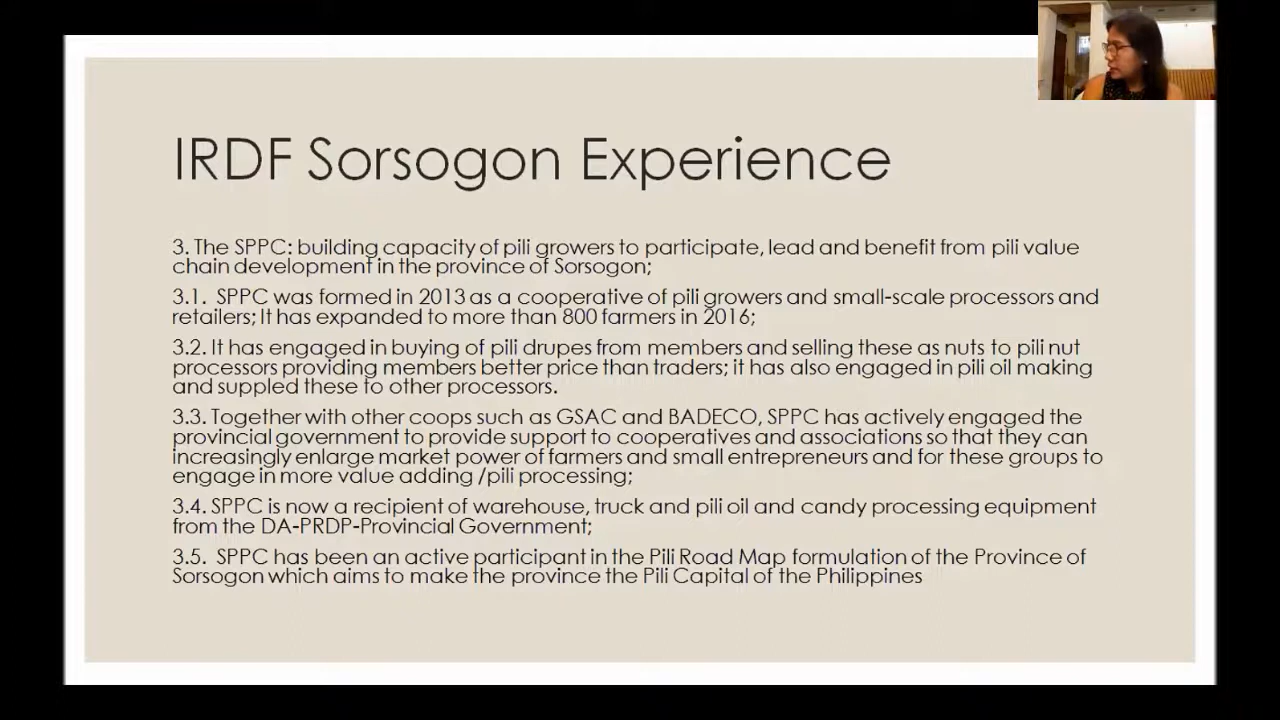 IRDF Sorsogon Experience
3. The SPPC: building capacity of pili growers to participate, lead and benefit from pili value
chain development in the province of Sorsogon;
3.1. SPPC was formed in 2013 as a cooperative of pili growers and small-scale processors and
retailers; It has expanded to more than 800 farmers in 2016;
3.2. It has engaged in buying of pili drupes from members and selling these as nuts to pili nut
processors providing members better price than traders; it has also engaged in pili oil making
and suppled these to other processors.
3.3. Together with other coops such as GSAC and BADECO, SPPC has actively engaged the
provincial government to provide support to cooperatives and associations so that they can
increasingly enlarge market power of farmers and small entrepreneurs and for these groups to
engage in more value adding /pili processing;
3.4. SPPC is now a recipient of warehouse, truck and pili oil and candy processing equipment
from the DA-PRDP-Provincial Government;
3.5. SPPC has been an active participant in the Pili Road Map formulation of the Province of
Sorsogon which aims to make the province the Pili Capital of the Philippines